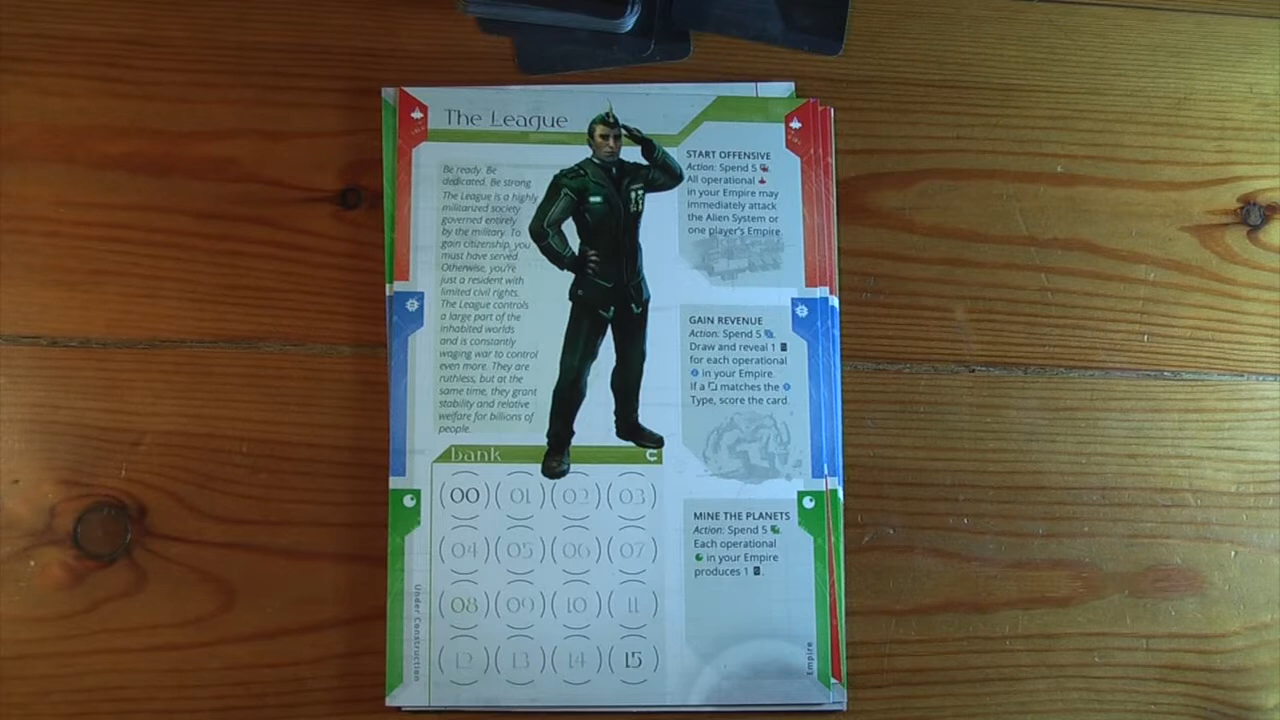 The League
Be ready. Be
dedicated. Be strong
The League is a highly
militarized society
governed entirely
by the military. To
gain citizenship, you
must have served.
Otherwise, you're
just a resident with
limited civil rights.
The League controls
a large part of the
inhabited worlds
and is constantly
waging war to control
even more. They are
ruthless, but at the
same time, they grant
stability and relative
welfare for billions of
people.
bank
00 01 02 03
04 05 06 07
08 09 10 11
12 13 14 15
Under Construction
START OFFENSIVE
Action: Spend 5
All operational
in your Empire may
immediately attack
the Alien System or
one player's Empire.
GAIN REVENUE
Action: Spend 5
Draw and reveal 1
for each operational
in your Empire.
If a matches the
Type, score the card.
MINE THE PLANETS
Action: Spend 5
Each operational
in your Empire
produces 1
Empire